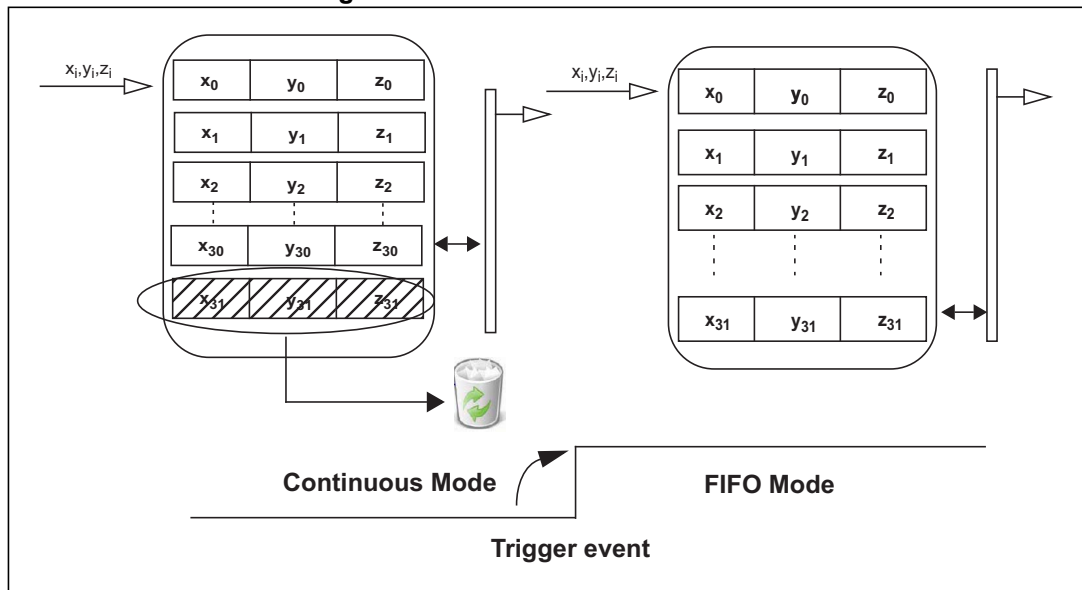 xi,yi,zi
x0 y0 z0
x1 y1 z1
x2 y2 z2
x30 y30 z30
x31 y31 z31
xi,yi,zi
x0 y0 z0
x1 y1 z1
x2 y2 z2
x31 y31 z31
Continuous Mode
FIFO Mode
Trigger event